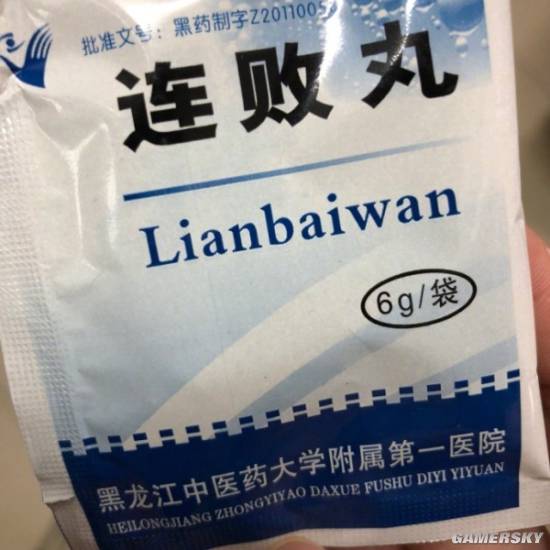 批准文号：黑药制字Z2011005
连败丸
Lianbaiwan
6g/袋
黑龙江中医药大学附属第一医院
HEILONGJIANG ZHONGYIYAO DAXUE FUSHU DIYI YIYUAN
GAMERSKY